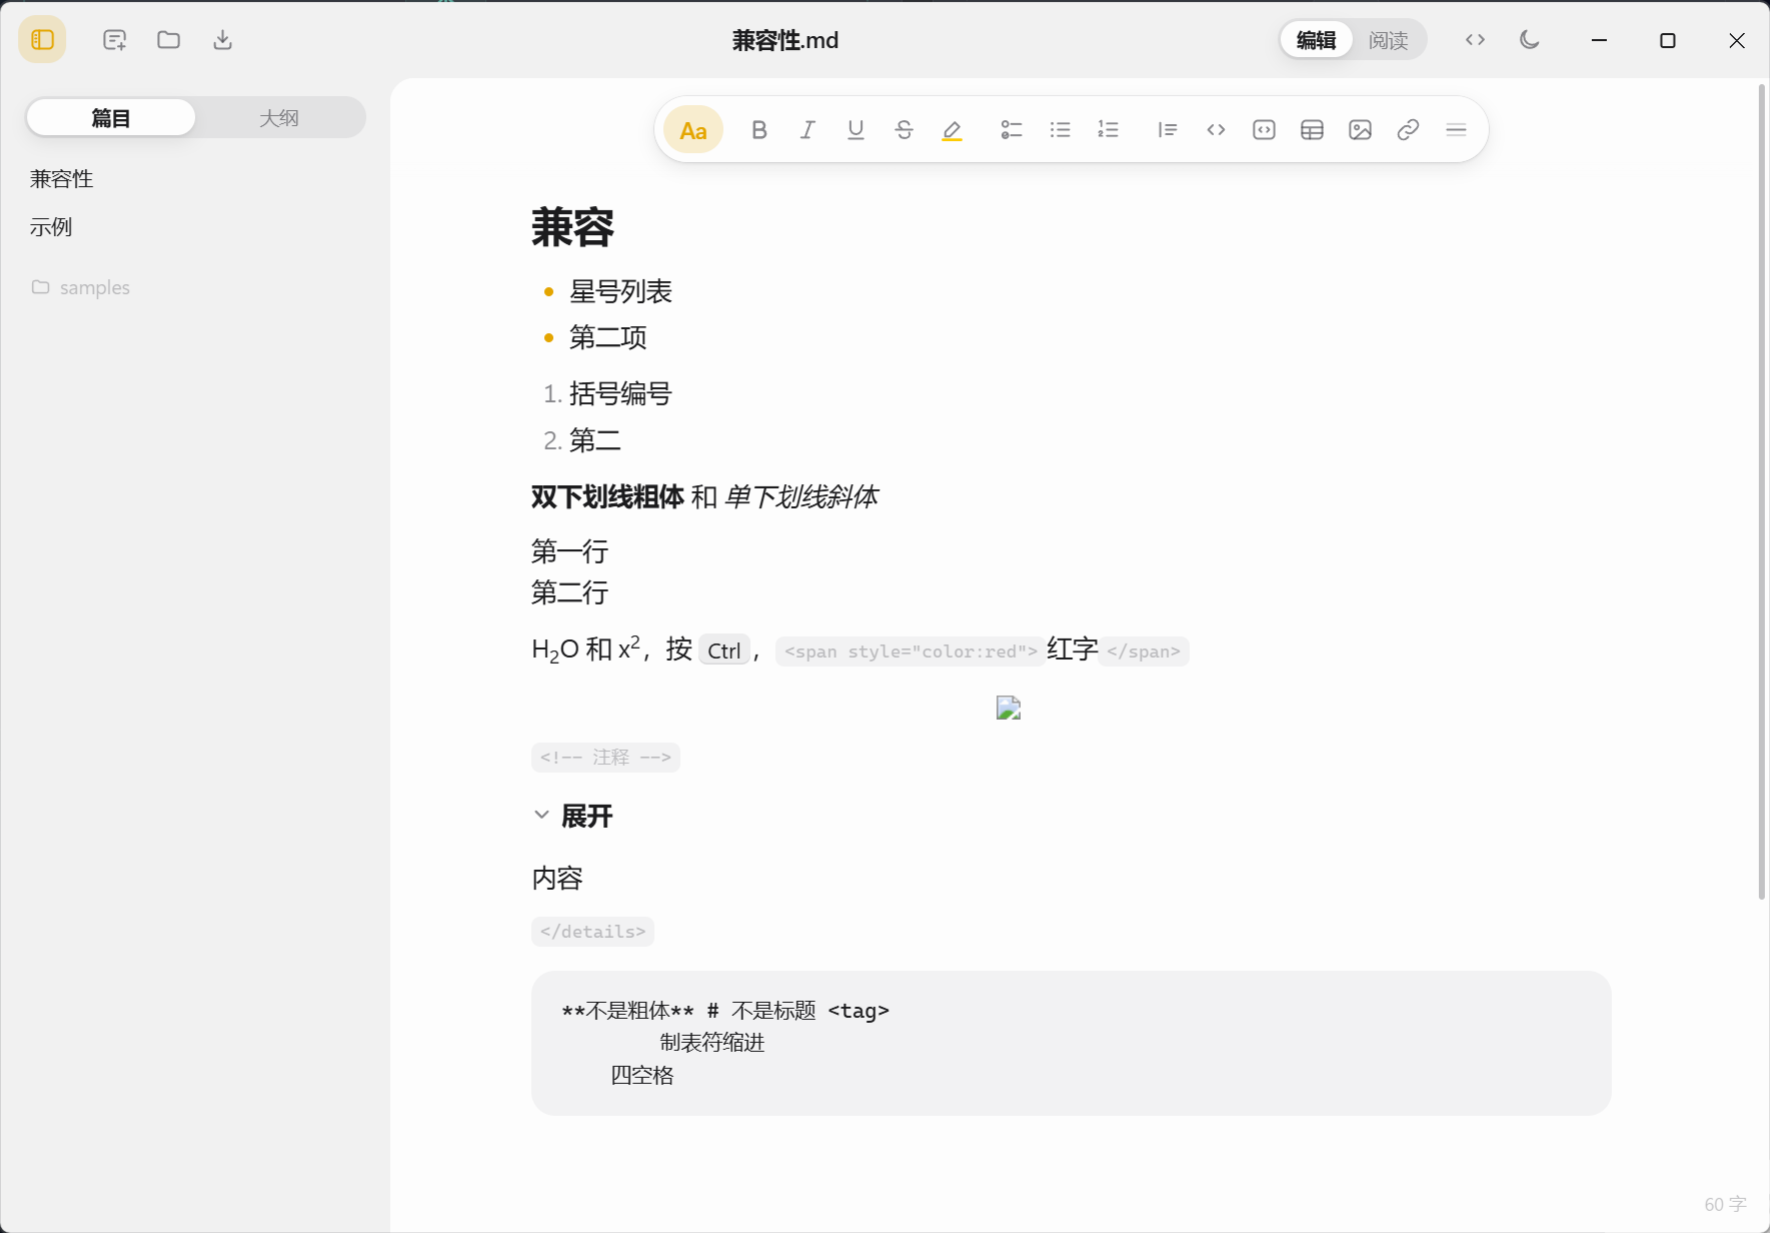 兼容性.md
编辑 阅读
篇目 大纲
兼容性
示例
samples
Aa
兼容
星号列表
第二项
1. 括号编号
2. 第二
双下划线粗体 和 单下划线斜体
第一行
第二行
H₂O 和 x²，按 Ctrl， <span style="color:red">红字</span>
<!-- 注释 -->
展开
内容
</details>
**不是粗体** # 不是标题 <tag>
制表符缩进
四空格
60 字